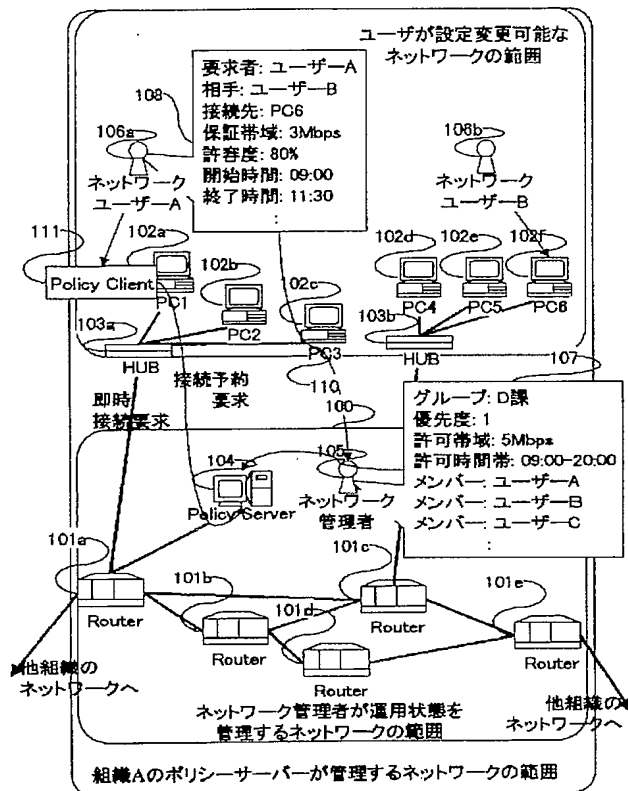 ユーザが設定変更可能な
ネットワークの範囲
要求者: ユーザーA
相手: ユーザーB
接続先: PC6
保証帯域: 3Mbps
許容度: 80%
開始時間: 09:00
終了時間: 11:30
:
108
106a
106b
ネットワーク
ユーザーA
ネットワーク
ユーザーB
111
102a
102b
102c
102d
102e
102f
Policy Client
PC1
PC2
PC3
PC4
PC5
PC6
103a
103b
HUB
HUB
107
接続予約
要求
110
即時
接続要求
100
グループ: D課
優先度: 1
許可帯域: 5Mbps
許可時間帯: 09:00-20:00
メンバー: ユーザーA
メンバー: ユーザーB
メンバー: ユーザーC
:
104
105
Policy Server
ネットワーク
管理者
101a
101b
101c
101d
101e
Router
Router
Router
Router
Router
他組織の
ネットワークへ
他組織の
ネットワークへ
ネットワーク管理者が運用状態を
管理するネットワークの範囲
組織Aのポリシーサーバーが管理するネットワークの範囲